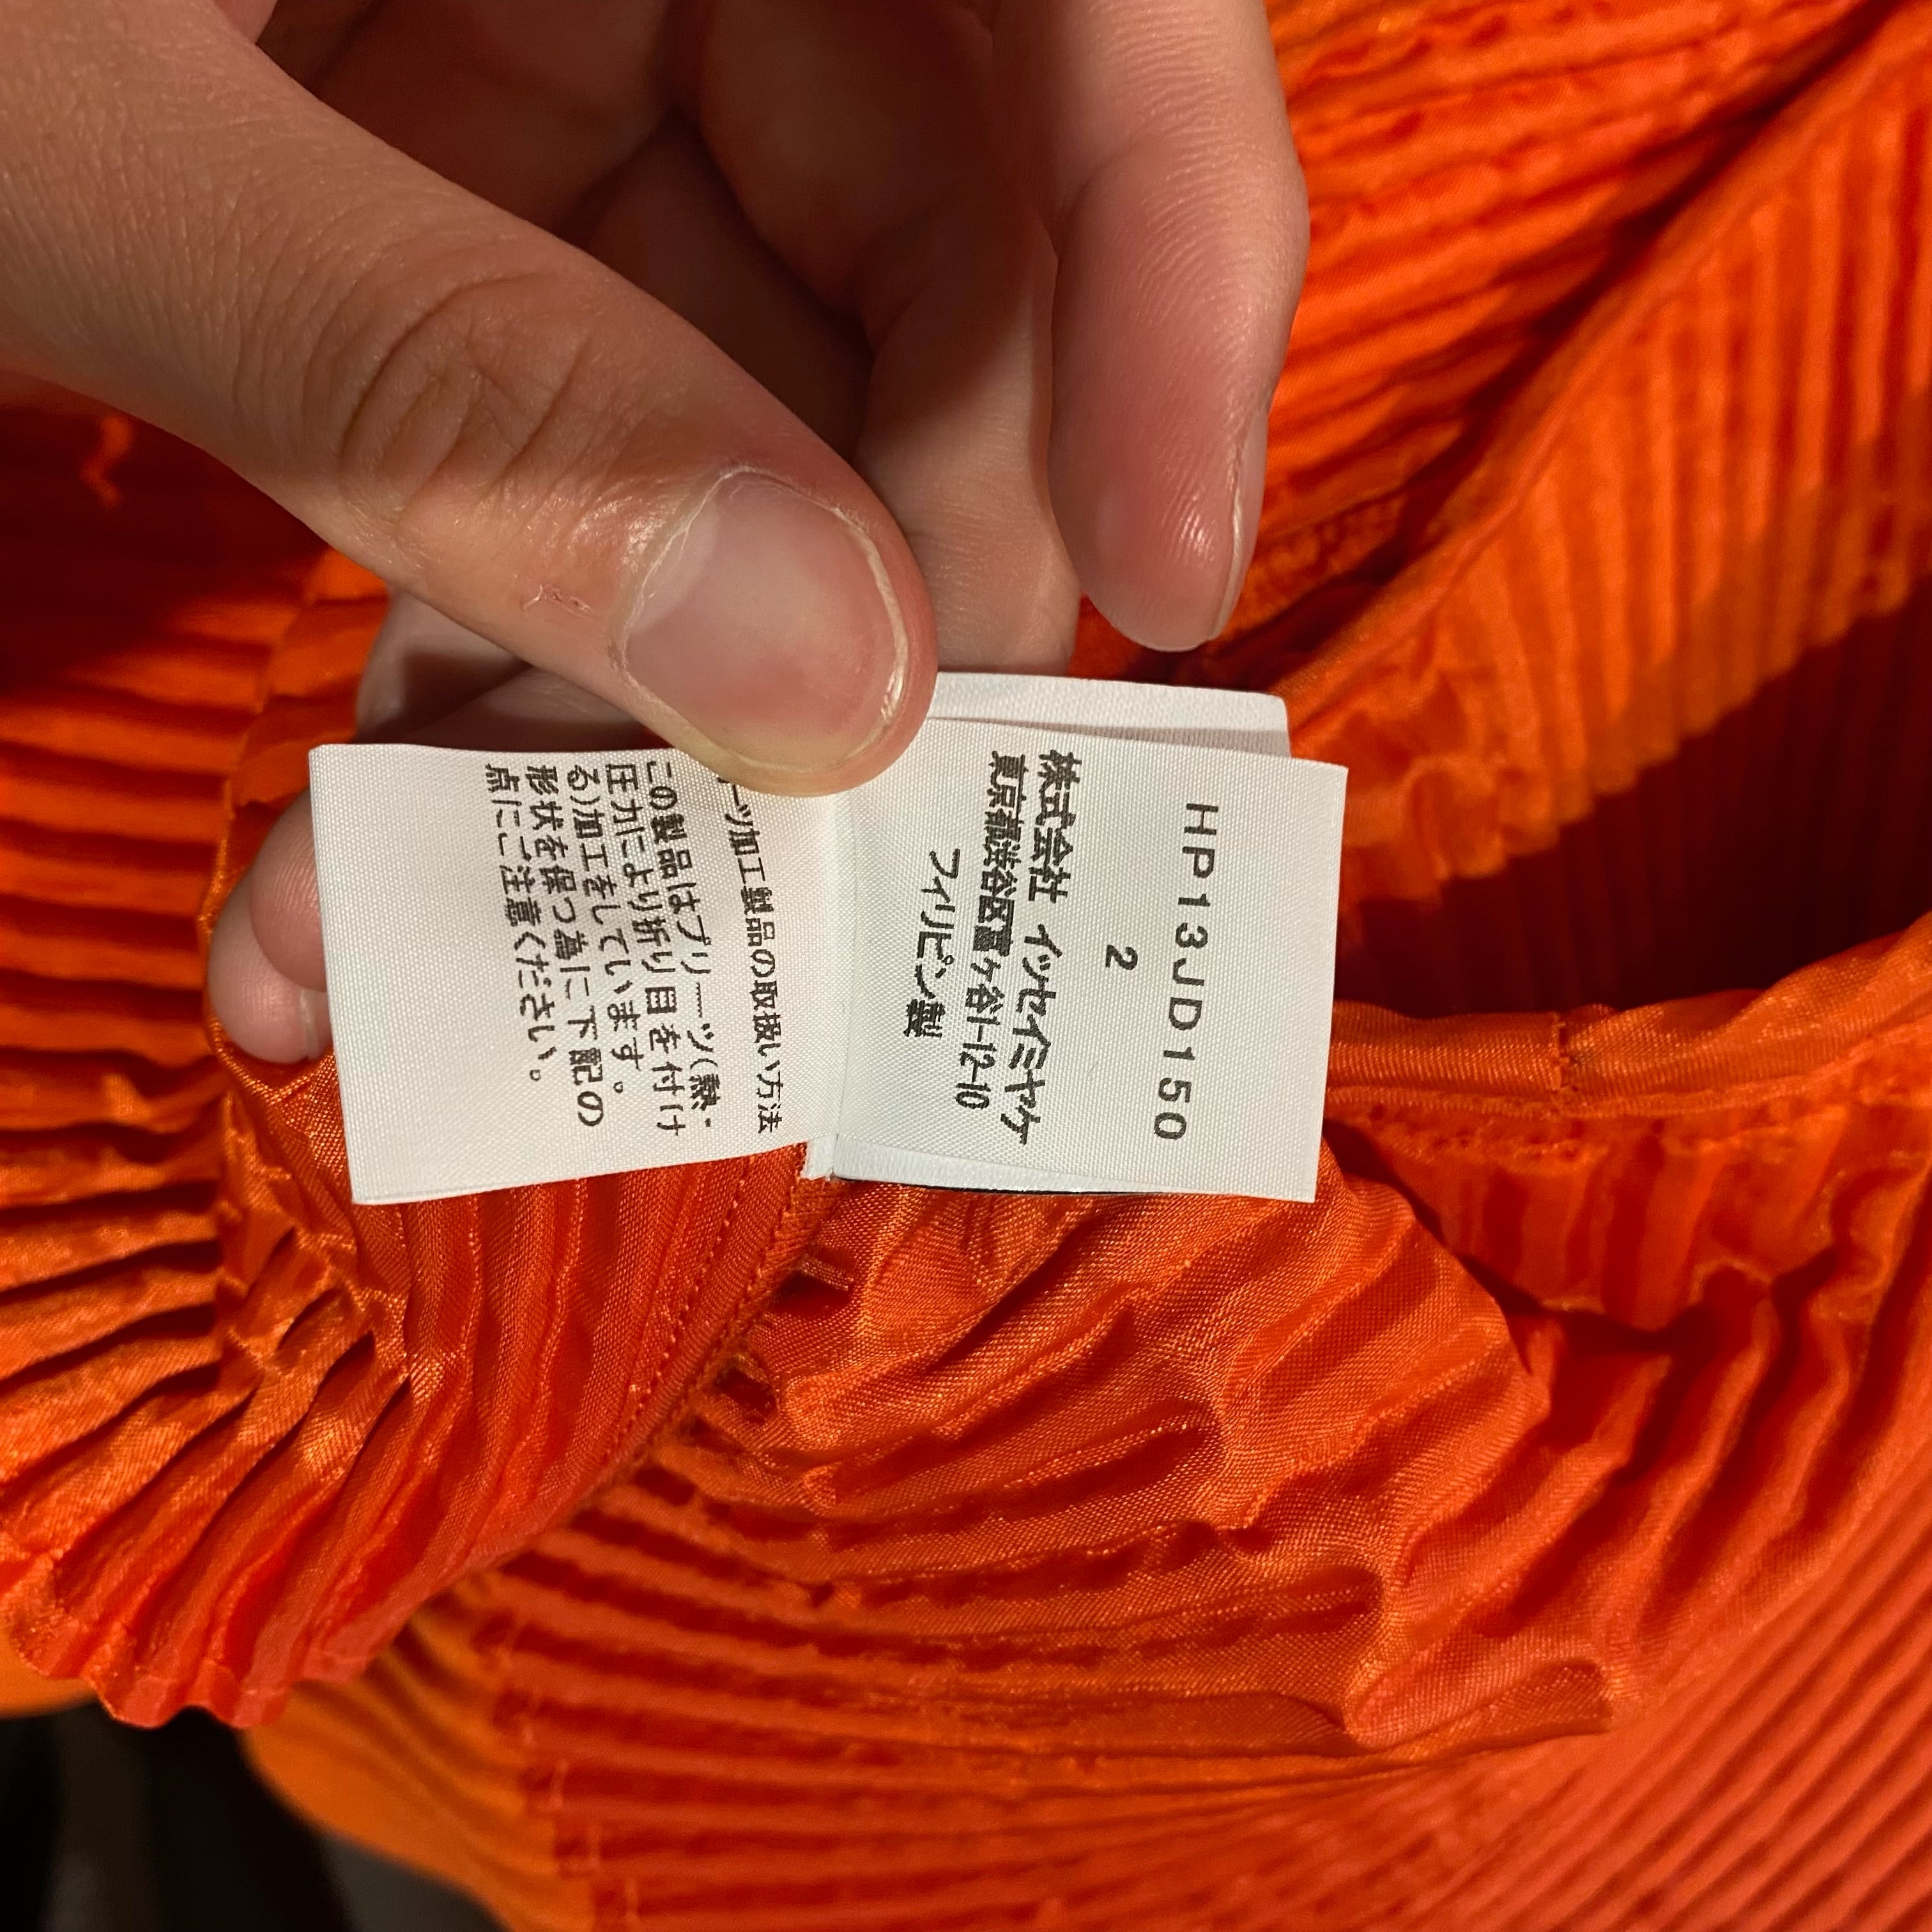 HP13JD150
2
株式会社 イッセイミヤケ
東京都渋谷区富ヶ谷1-12-10
フィリピン製
ーツ加工製品の取扱い方法
この製品はプリーツ(熱・
圧力により折り目を付け
る)加工をしています。
形状を保つ為に下記の
点にご注意ください。